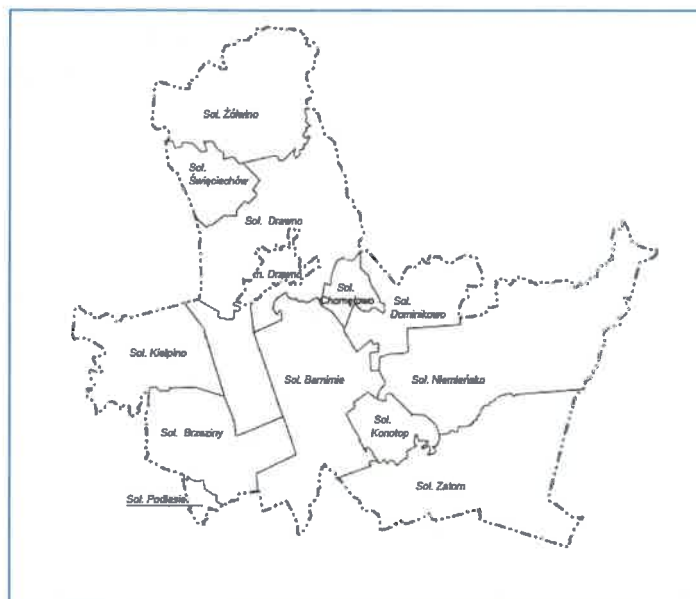 Sol. Żółwino
Sol.
Święciechów
Sol. Drawno
m. Drawno
Sol.
Chomętowo
Sol.
Dominikowo
Sol. Kiełpino
Sol. Barnimie
Sol. Niemieńsko
Sol. Brzeziny
Sol.
Konotop
Sol. Podlesie
Sol. Zatom